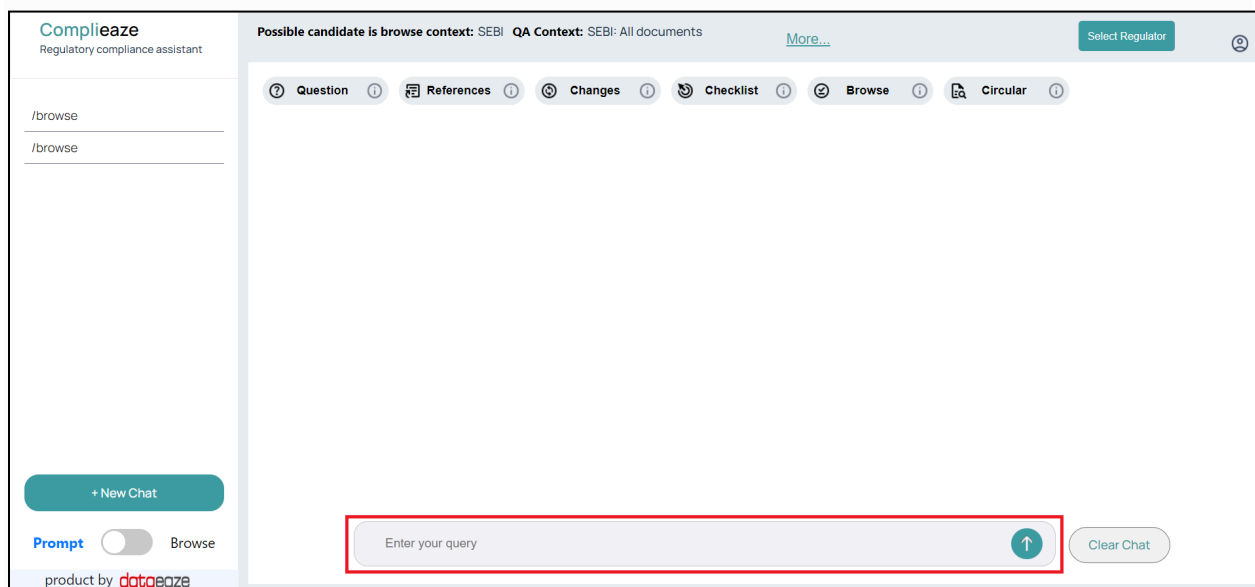 Complieaze
Regulatory compliance assistant
Possible candidate is browse context: SEBI QA Context: SEBI: All documents
More...
Select Regulator
Question
References
Changes
Checklist
Browse
Circular
/browse
/browse
+ New Chat
Prompt
Browse
product by dataeaze
Enter your query
Clear Chat